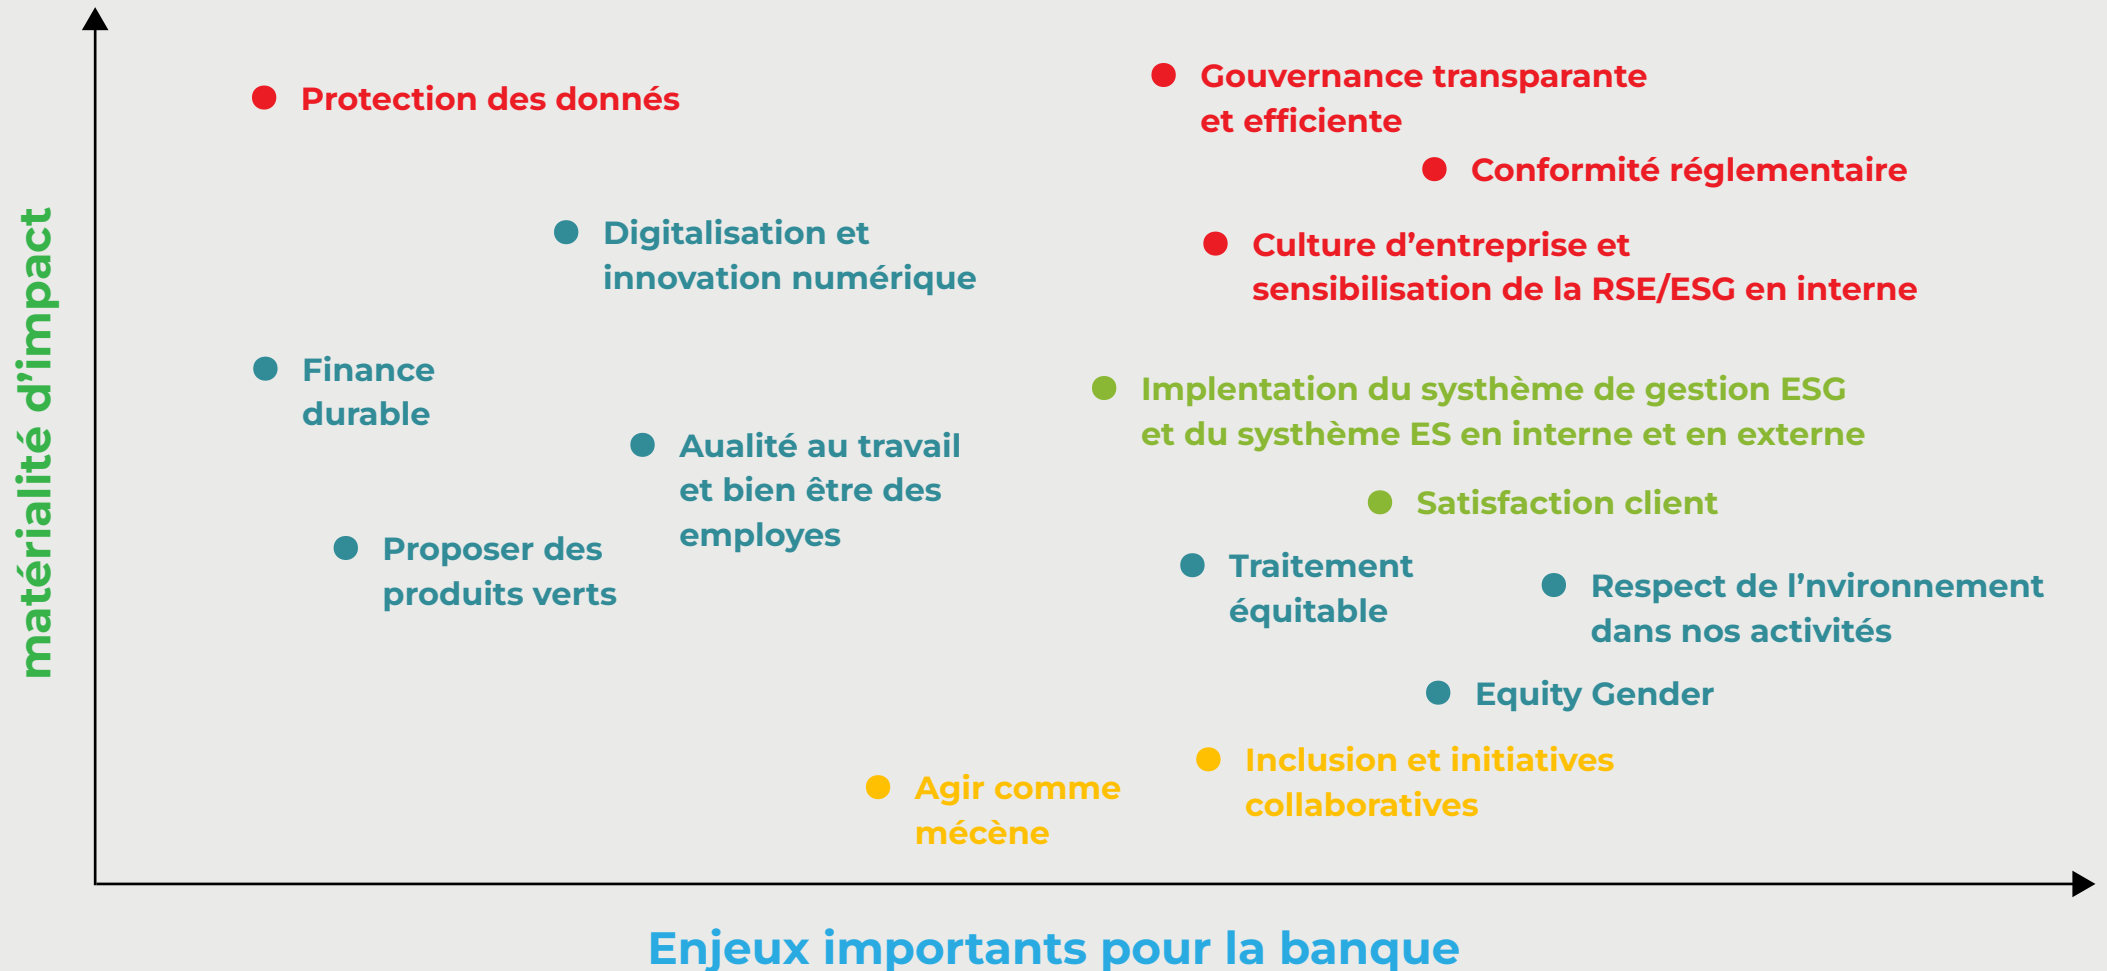 matérialité d'impact
Protection des donnés
Gouvernance transparante
et efficiente
Conformité réglementaire
Digitalisation et
innovation numérique
Culture d'entreprise et
sensibilisation de la RSE/ESG en interne
Finance
durable
Implentation du systhème de gestion ESG
et du systhème ES en interne et en externe
Aualité au travail
et bien être des
employes
Satisfaction client
Proposer des
produits verts
Traitement
équitable
Respect de l'nvironnement
dans nos activités
Equity Gender
Inclusion et initiatives
collaboratives
Agir comme
mécène
Enjeux importants pour la banque